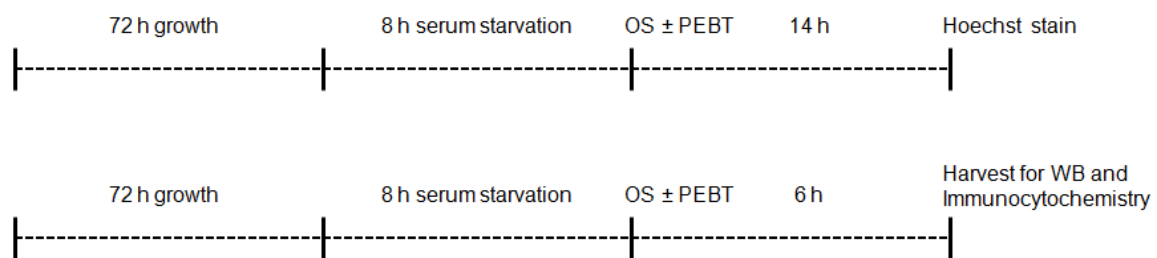 72 h growth 8 h serum starvation OS ± PEBT 14 h Hoechst stain
72 h growth 8 h serum starvation OS ± PEBT 6 h Harvest for WB and
Immunocytochemistry